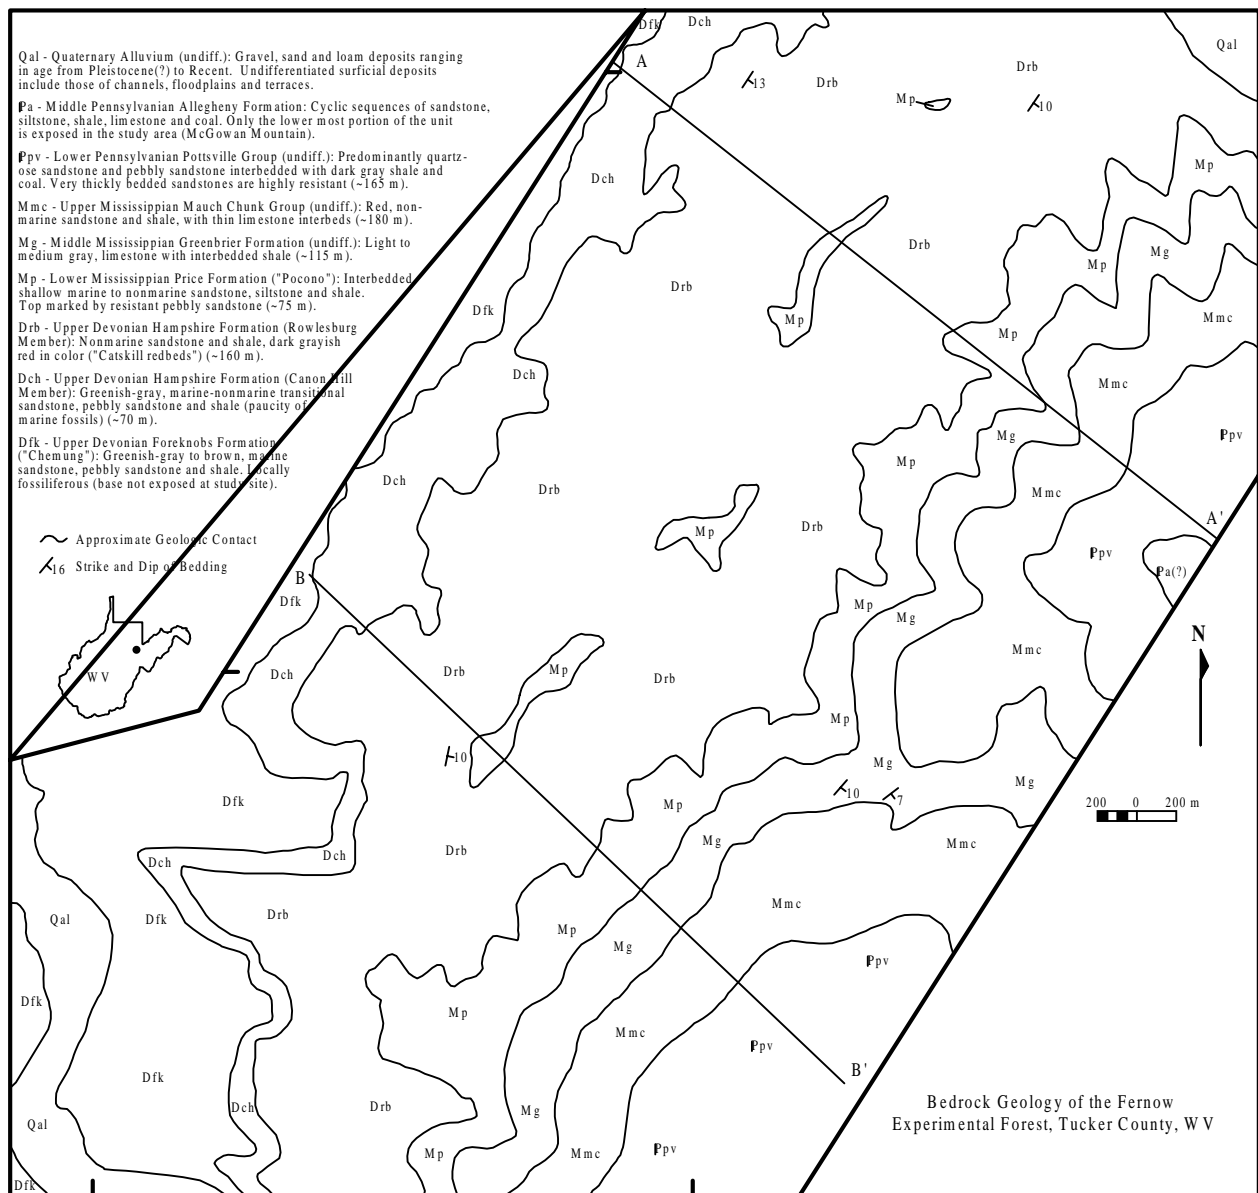 Qal - Quaternary Alluvium (undiff.): Gravel, sand and loam deposits ranging
in age from Pleistocene(?) to Recent. Undifferentiated surficial deposits
include those of channels, floodplains and terraces.
Pa - Middle Pennsylvanian Allegheny Formation: Cyclic sequences of sandstone,
siltstone, shale, limestone and coal. Only the lower most portion of the unit
is exposed in the study area (McGowan Mountain).
Ppv - Lower Pennsylvanian Pottsville Group (undiff.): Predominantly quartz-
ose sandstone and pebbly sandstone interbedded with dark gray shale and
coal. Very thickly bedded sandstones are highly resistant (~165 m).
Mmc - Upper Mississippian Mauch Chunk Group (undiff.): Red, non-
marine sandstone and shale, with thin limestone interbeds (~180 m).
Mg - Middle Mississippian Greenbrier Formation (undiff.): Light to
medium gray, limestone with interbedded shale (~115 m).
Mp - Lower Mississippian Price Formation ("Pocono"): Interbedded
shallow marine to nonmarine sandstone, siltstone and shale.
Top marked by resistant pebbly sandstone (~75 m).
Drb - Upper Devonian Hampshire Formation (Rowlesburg
Member): Nonmarine sandstone and shale, dark grayish
red in color ("Catskill redbeds") (~160 m).
Dch - Upper Devonian Hampshire Formation (Canon Hill
Member): Greenish-gray, marine-nonmarine transitional
sandstone, pebbly sandstone and shale (paucity of
marine fossils) (~70 m).
Dfk - Upper Devonian Foreknobs Formation
("Chemung"): Greenish-gray to brown, marine
sandstone, pebbly sandstone and shale. Locally
fossiliferous (base not exposed at study site).
Approximate Geologic Contact
16 Strike and Dip of Bedding
WV
Dfk
Dch
Qal
A
Drb
Drb
13
Mp
10
Mp
Dch
Drb
Mg
Mp
Drb
Dfk
Mp
Mmc
Mp
Dch
Mmc
Mg
Ppv
Mp
Dch
Drb
Mmc
Drb
Mp
A'
Ppv
Pa(?)
B
Dfk
Mp
Mg
N
Mmc
Dch
Drb
Mp
Drb
Mp
10
Mg
Mg
10
7
200 0 200 m
Dfk
Mp
Mg
Mmc
Drb
Dch
Dch
Mmc
Qal
Dfk
Drb
Mp
Mg
Ppv
Dfk
Mp
Mmc
Ppv
B'
Dfk
Dch
Drb
Mg
Bedrock Geology of the Fernow
Experimental Forest, Tucker County, WV
Qal
Mp
Mmc
Ppv
Dfk